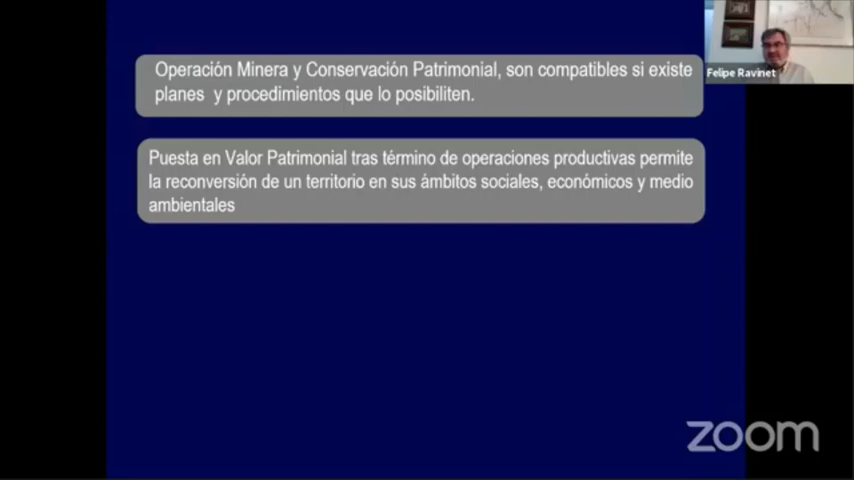 Operación Minera y Conservación Patrimonial, son compatibles si existe
planes y procedimientos que lo posibiliten.
Puesta en Valor Patrimonial tras término de operaciones productivas permite
la reconversión de un territorio en sus ámbitos sociales, económicos y medio
ambientales
Felipe Ravinet
zoom